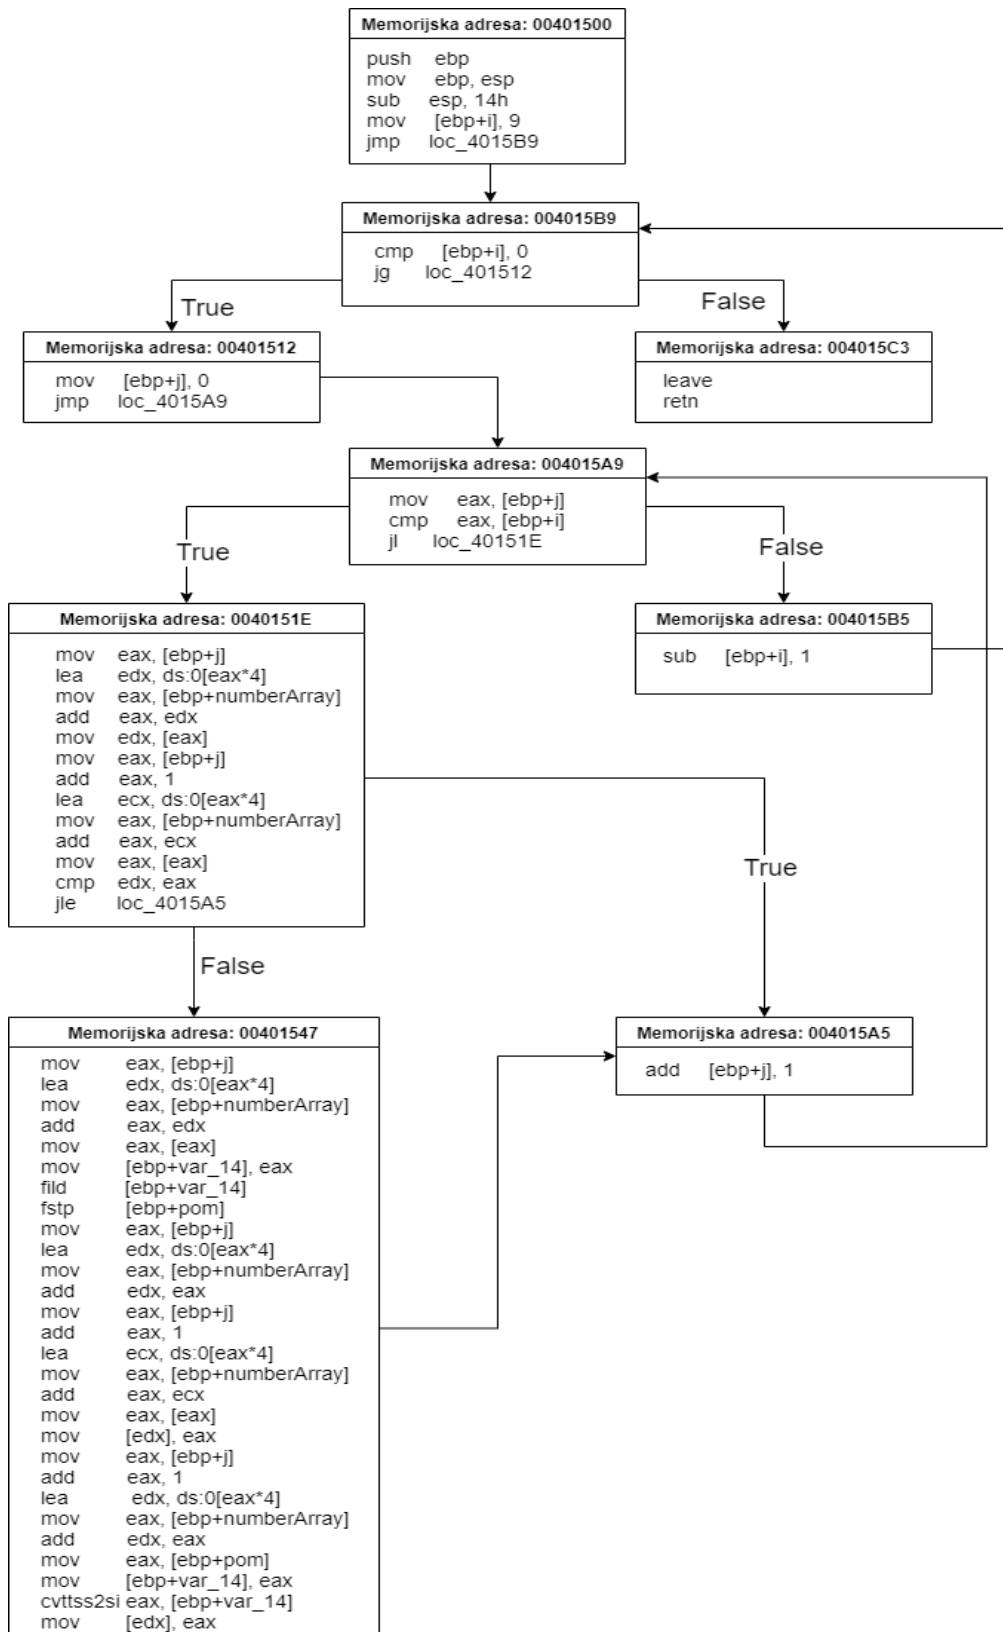 Memorijska adresa: 00401500
push ebp
mov ebp, esp
sub esp, 14h
mov [ebp+i], 9
jmp loc_4015B9
Memorijska adresa: 004015B9
cmp [ebp+i], 0
jg loc_401512
True
False
Memorijska adresa: 00401512
mov [ebp+j], 0
jmp loc_4015A9
Memorijska adresa: 004015C3
leave
retn
Memorijska adresa: 004015A9
mov eax, [ebp+j]
cmp eax, [ebp+i]
jl loc_40151E
True
False
Memorijska adresa: 0040151E
mov eax, [ebp+j]
lea edx, ds:0[eax*4]
mov eax, [ebp+numberArray]
add eax, edx
mov edx, [eax]
mov eax, [ebp+j]
add eax, 1
lea ecx, ds:0[eax*4]
mov eax, [ebp+numberArray]
add eax, ecx
mov eax, [eax]
cmp edx, eax
jle loc_4015A5
Memorijska adresa: 004015B5
sub [ebp+i], 1
True
False
Memorijska adresa: 00401547
mov eax, [ebp+j]
lea edx, ds:0[eax*4]
mov eax, [ebp+numberArray]
add eax, edx
mov eax, [eax]
mov [ebp+var_14], eax
fild [ebp+var_14]
fstp [ebp+pom]
mov eax, [ebp+j]
lea edx, ds:0[eax*4]
mov eax, [ebp+numberArray]
add edx, eax
mov eax, [ebp+j]
add eax, 1
lea ecx, ds:0[eax*4]
mov eax, [ebp+numberArray]
add eax, ecx
mov eax, [eax]
mov [edx], eax
mov eax, [ebp+j]
add eax, 1
lea edx, ds:0[eax*4]
mov eax, [ebp+numberArray]
add edx, eax
mov eax, [ebp+pom]
mov [ebp+var_14], eax
cvttss2si eax, [ebp+var_14]
mov [edx], eax
Memorijska adresa: 004015A5
add [ebp+j], 1